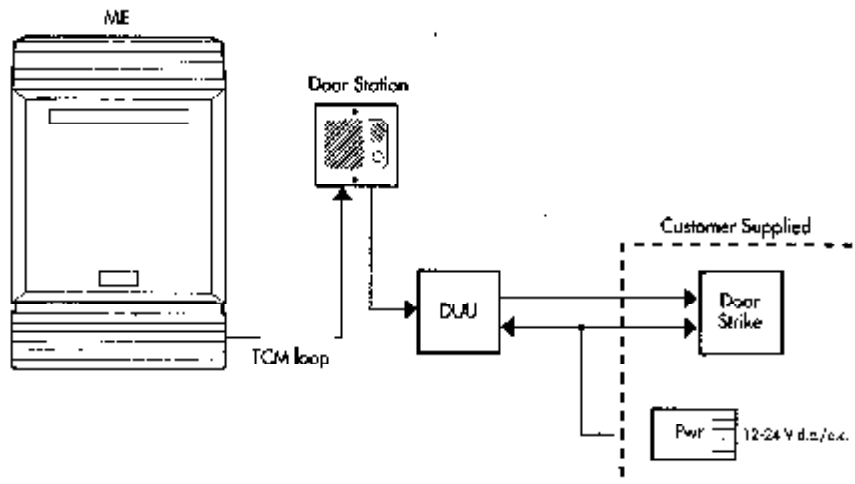 ME
Door Station
Customer Supplied
DUU
Door
Strike
TCM loop
Pwr
12-24 V d.c./a.c.